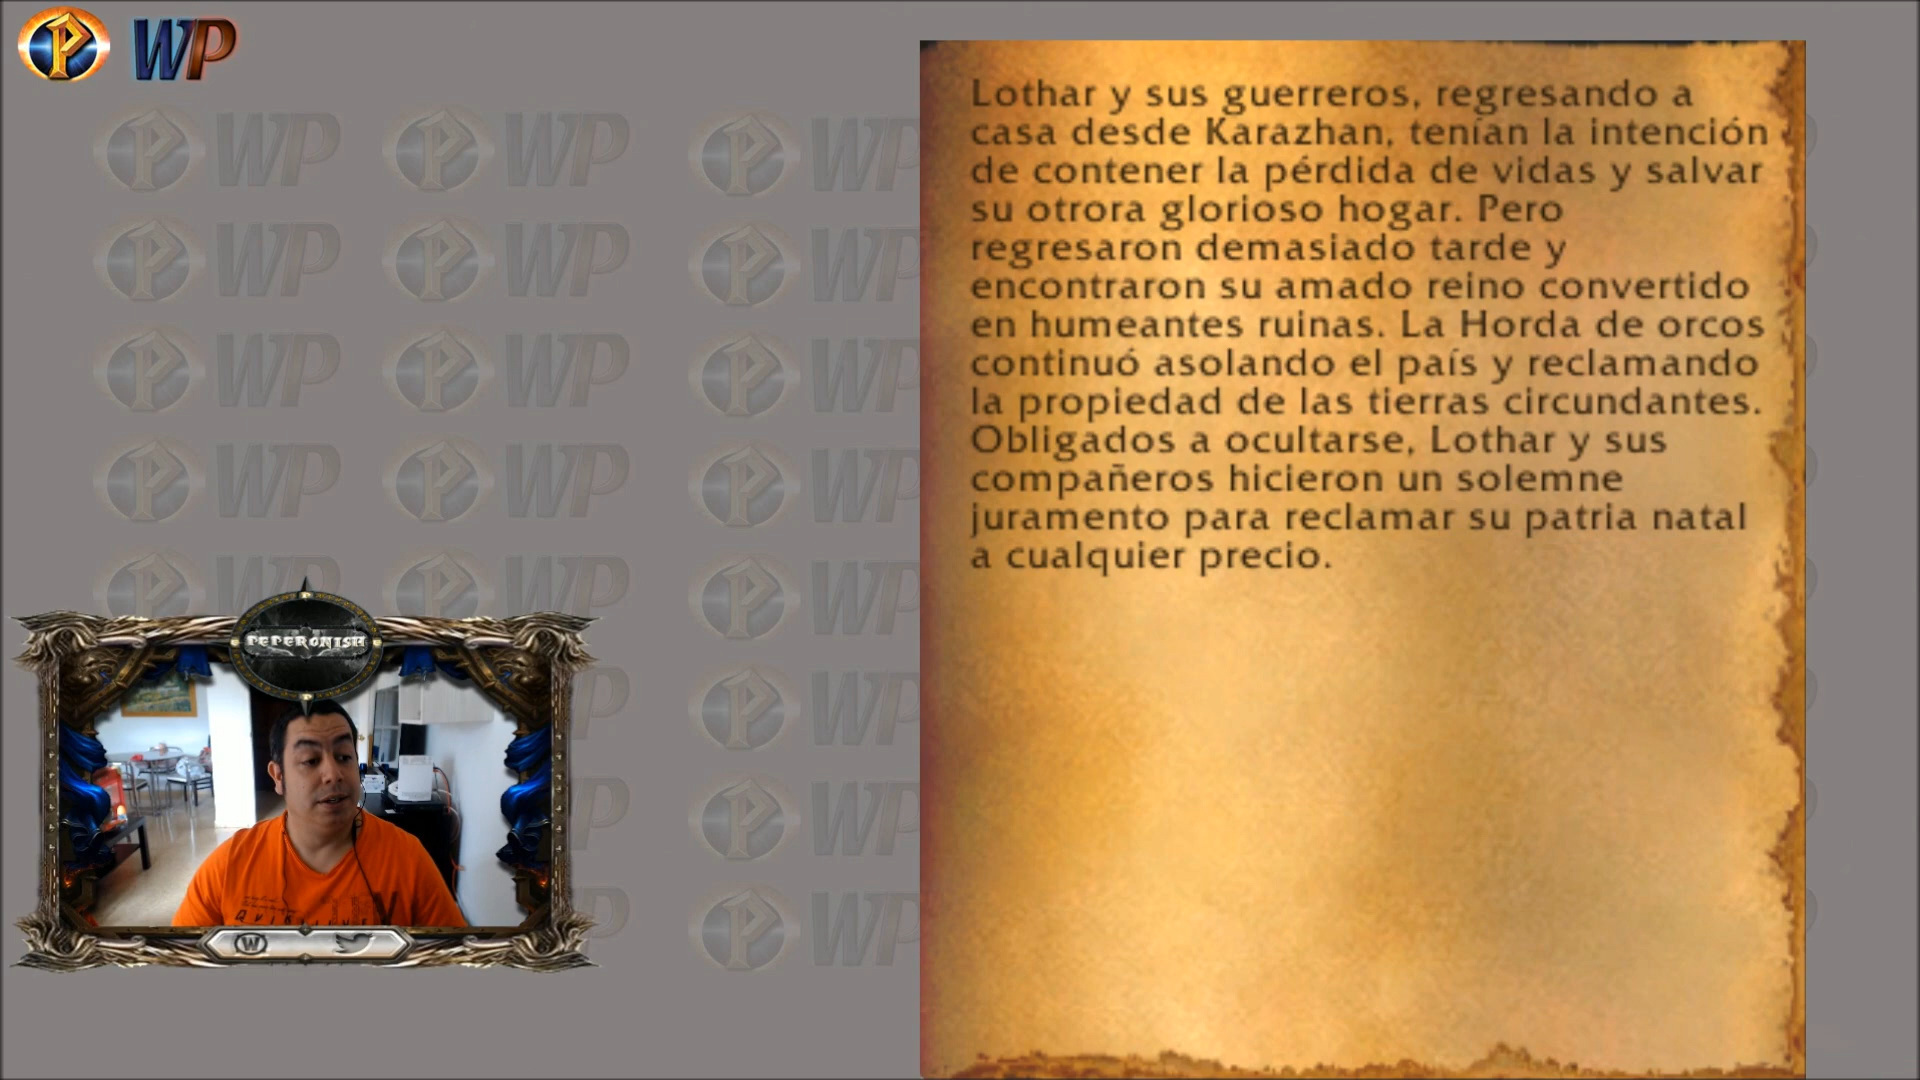 WP
Lothar y sus guerreros, regresando a
casa desde Karazhan, tenían la intención
de contener la pérdida de vidas y salvar
su otrora glorioso hogar. Pero
regresaron demasiado tarde y
encontraron su amado reino convertido
en humeantes ruinas. La Horda de orcos
continuó asolando el país y reclamando
la propiedad de las tierras circundantes.
Obligados a ocultarse, Lothar y sus
compañeros hicieron un solemne
juramento para reclamar su patria natal
a cualquier precio.
PEPERONISH